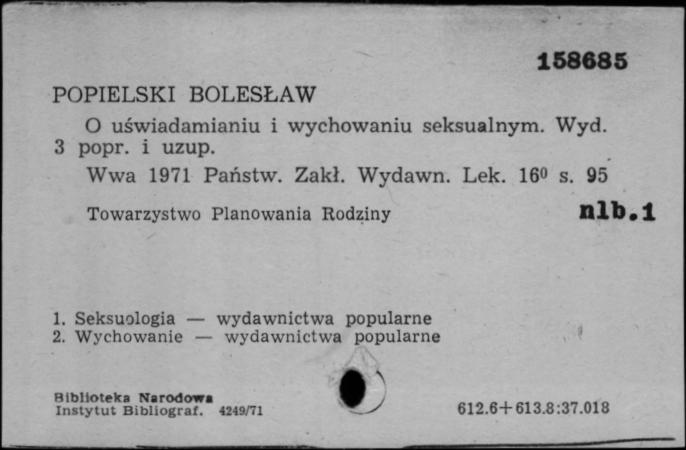 158685
POPIELSKI BOLESŁAW
O uświadamianiu i wychowaniu seksualnym. Wyd.
3 popr. i uzup.
Wwa 1971 Państw. Zakł. Wydawn. Lek. 16⁰ s. 95
Towarzystwo Planowania Rodziny nlb.1
1. Seksuologia — wydawnictwa popularne
2. Wychowanie — wydawnictwa popularne
Biblioteka Narodowa
Instytut Bibliograf. 4249/71 612.6+613.8:37.018